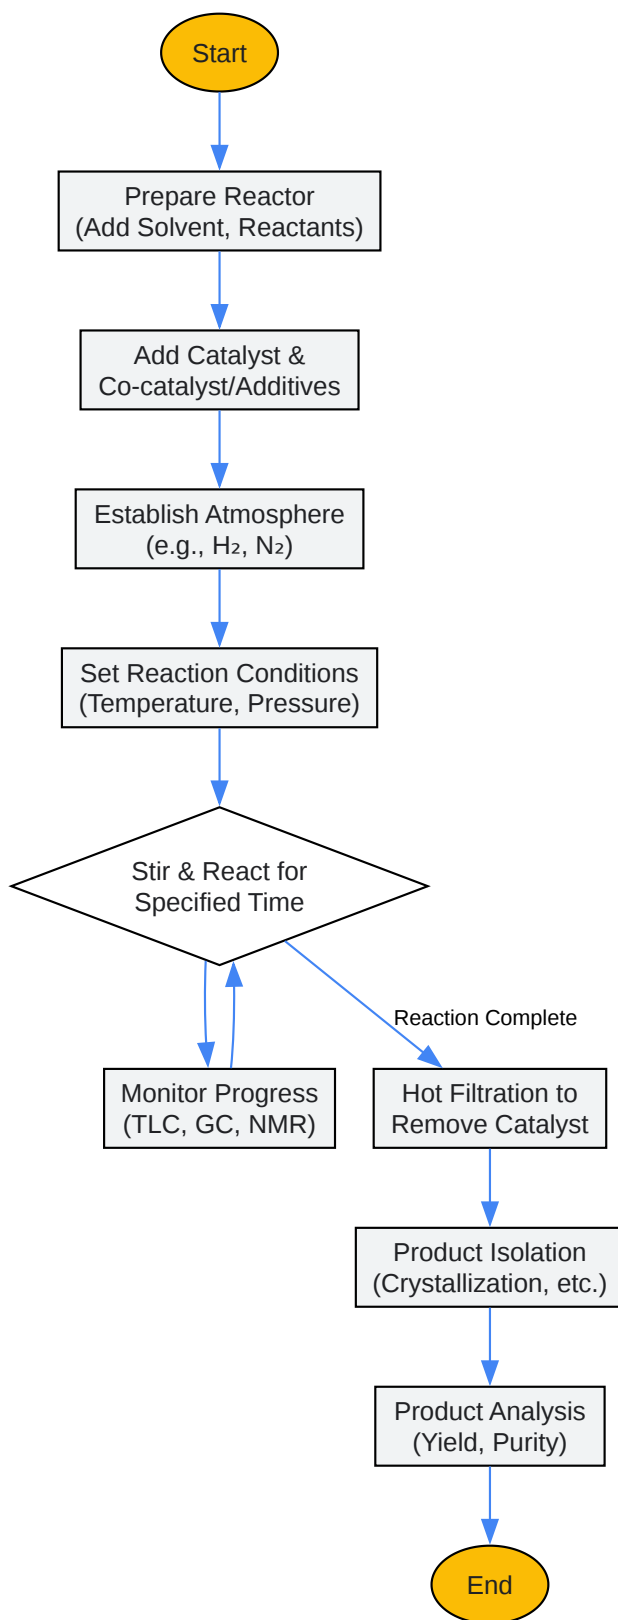 Start
Prepare Reactor
(Add Solvent, Reactants)
Add Catalyst &
Co-catalyst/Additives
Establish Atmosphere
(e.g., H₂, N₂)
Set Reaction Conditions
(Temperature, Pressure)
Stir & React for
Specified Time
Reaction Complete
Monitor Progress
(TLC, GC, NMR)
Hot Filtration to
Remove Catalyst
Product Isolation
(Crystallization, etc.)
Product Analysis
(Yield, Purity)
End